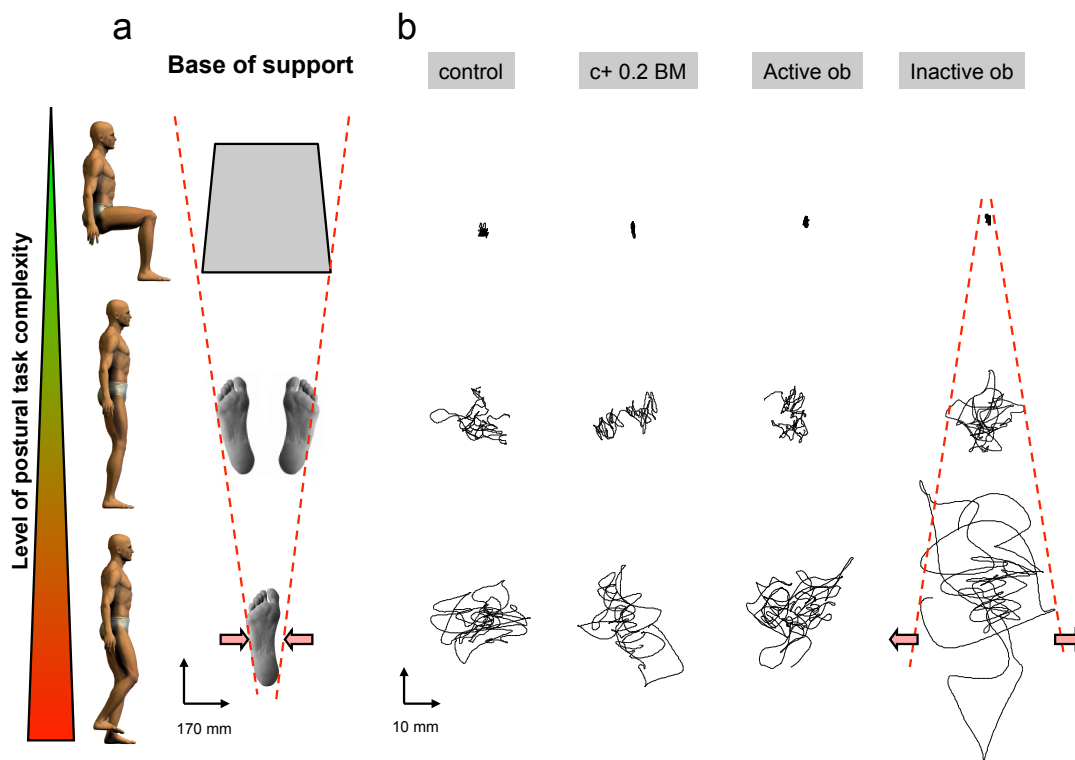 a
b
Base of support
control
c+ 0.2 BM
Active ob
Inactive ob
Level of postural task complexity
170 mm
10 mm